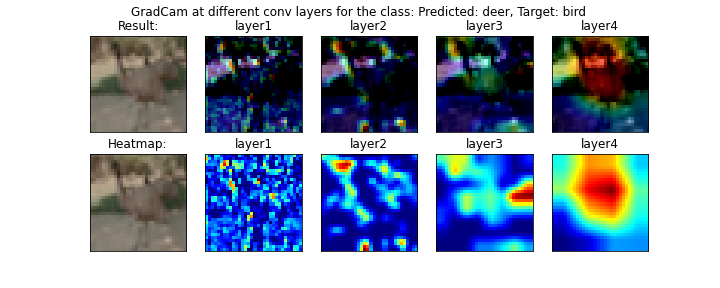 GradCam at different conv layers for the class: Predicted: deer, Target: bird
Result: layer1 layer2 layer3 layer4
Heatmap: layer1 layer2 layer3 layer4